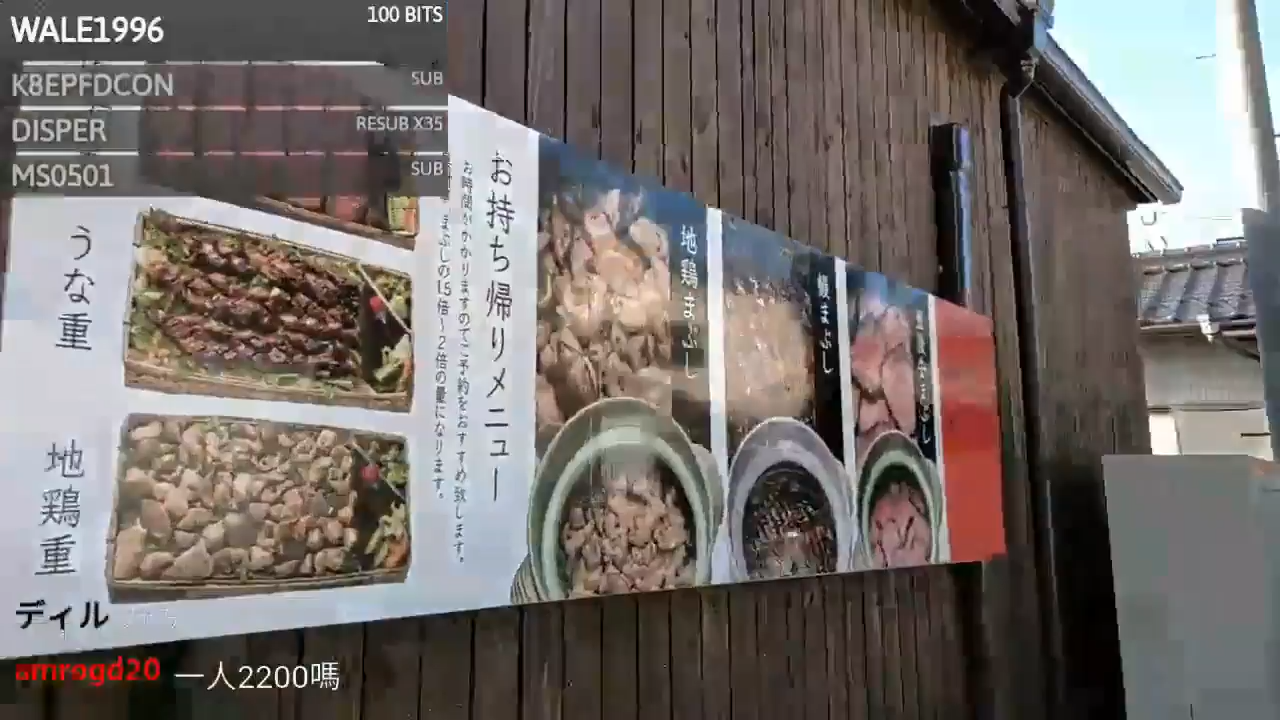 WALE1996
100 BITS
K8EPFDCON
SUB
DISPER
RESUB X35
MS0501
SUB
お持ち帰りメニュー
お時間がかかりますのでご予約をおすすめ致します。
まぶしの1.5倍～2倍の量になります。
うな重
地鶏重
地鶏まぶし
鰻まぶし
まぶし
ディル
amrogd20 一人2200嗎